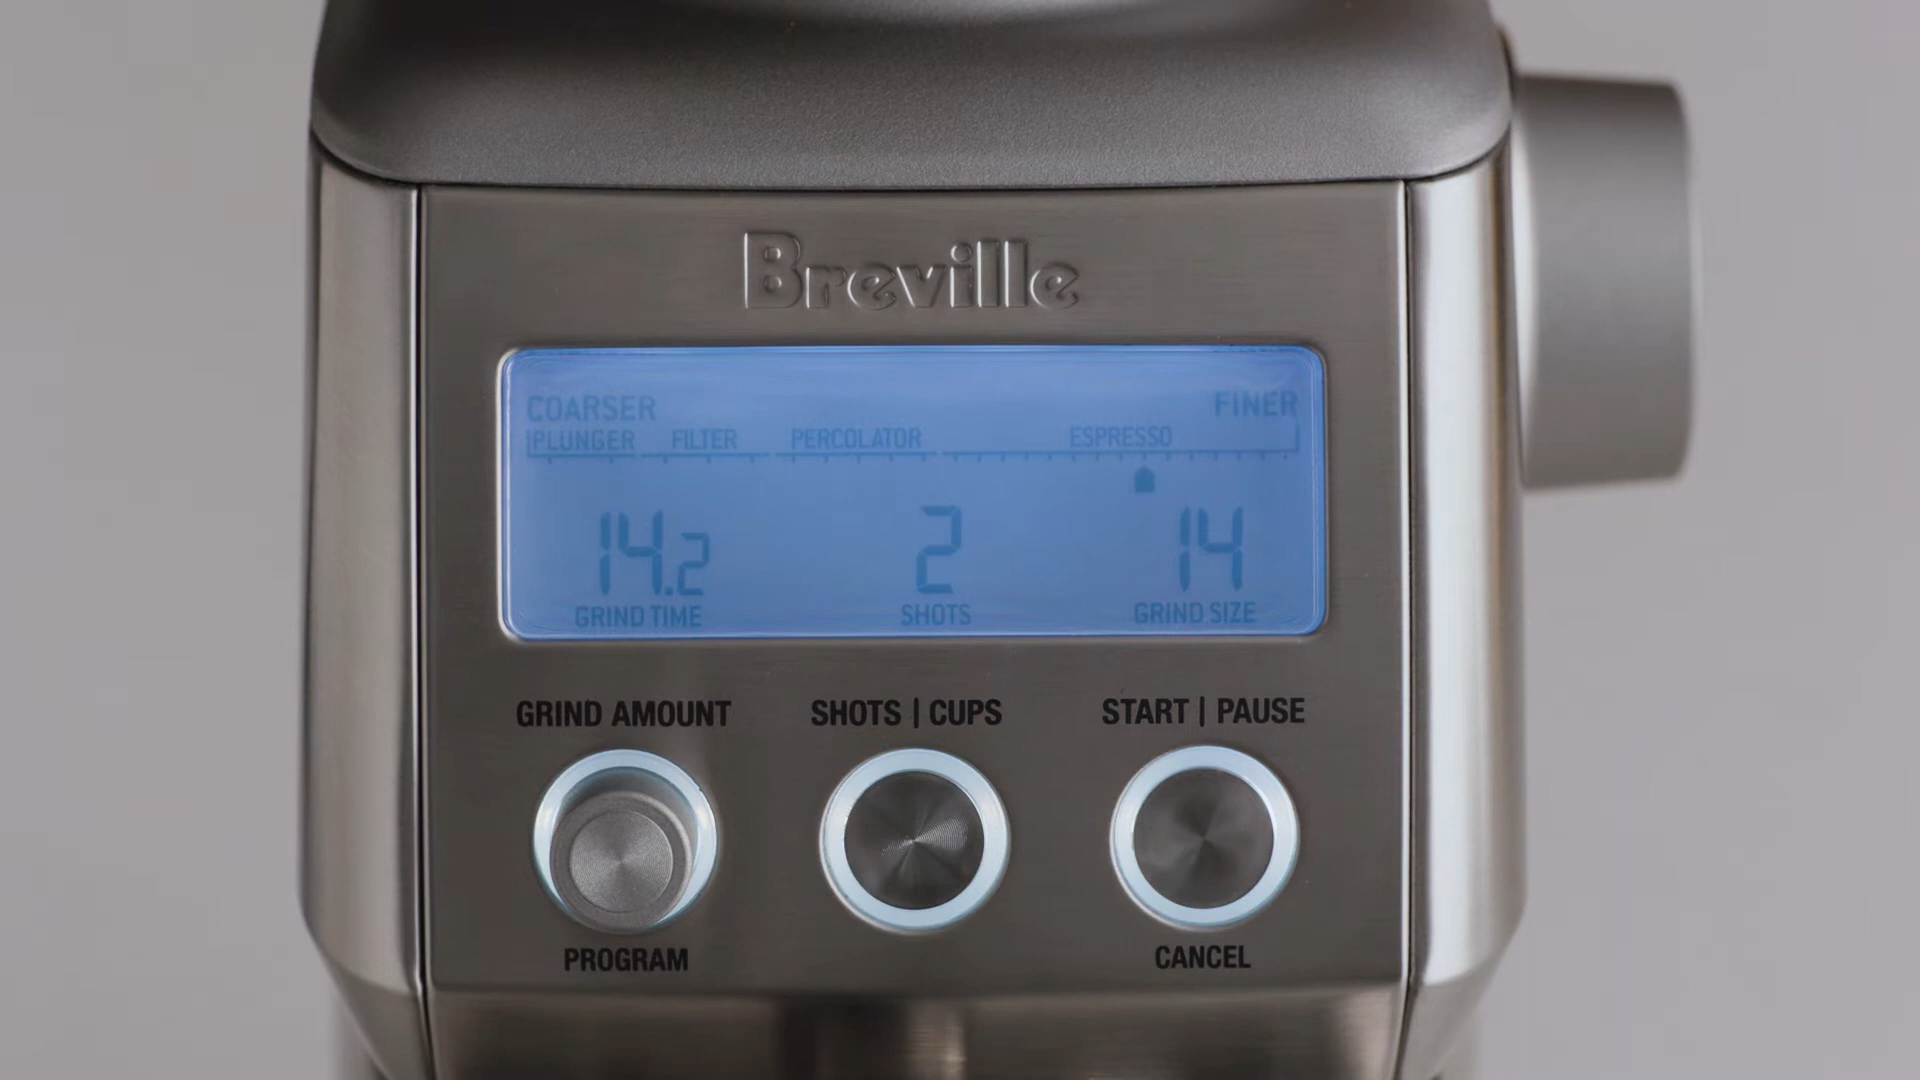 Breville
COARSER FINER
PLUNGER FILTER PERCOLATOR ESPRESSO
14.2 2 14
GRIND TIME SHOTS GRIND SIZE
GRIND AMOUNT SHOTS | CUPS START | PAUSE
PROGRAM CANCEL